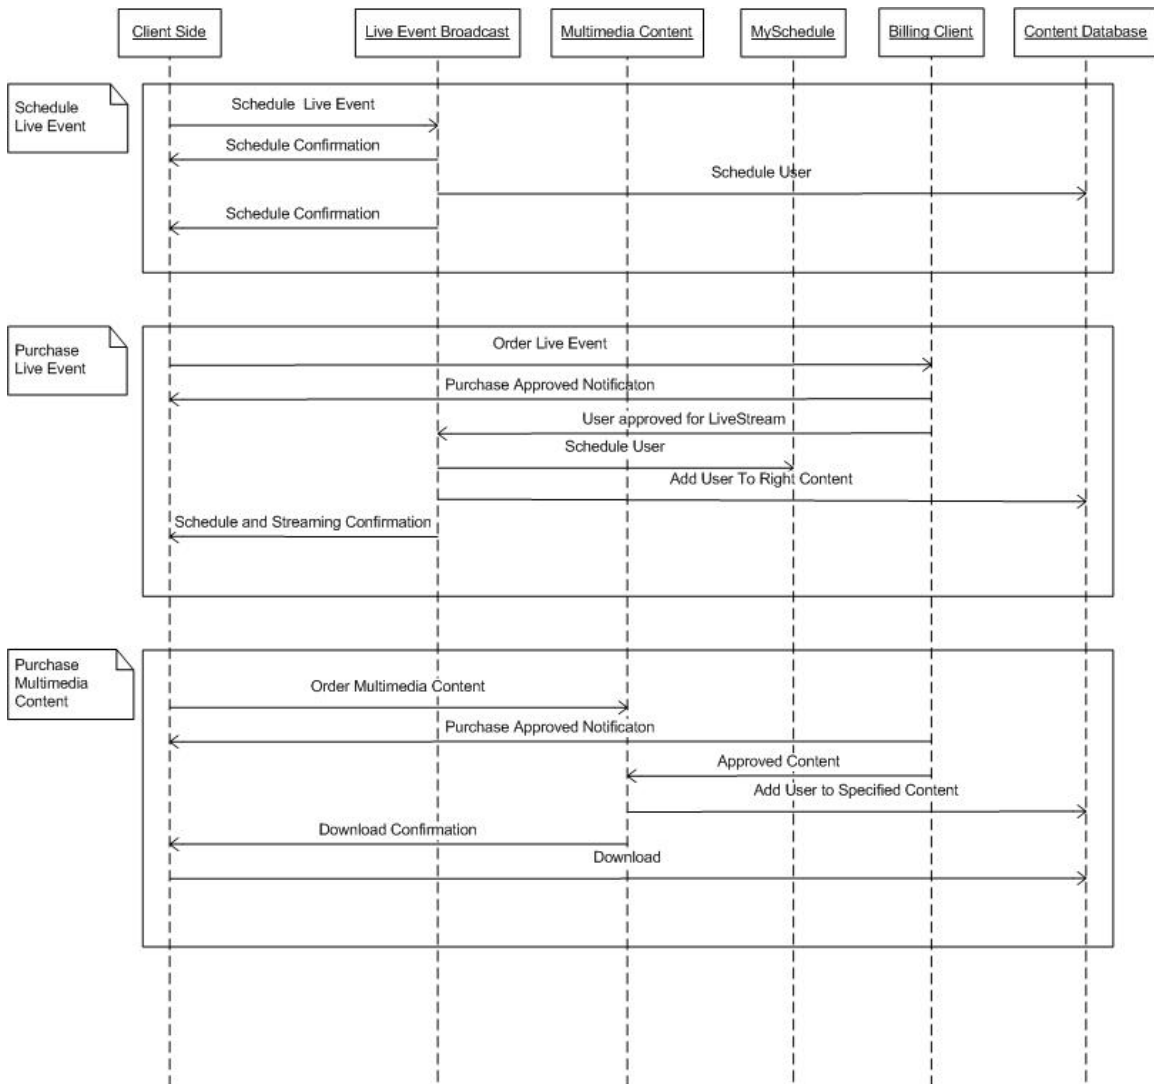 Client Side
Live Event Broadcast
Multimedia Content
MySchedule
Billing Client
Content Database
Schedule
Live Event
Schedule Live Event
Schedule Confirmation
Schedule User
Schedule Confirmation
Purchase
Live Event
Order Live Event
Purchase Approved Notificaton
User approved for LiveStream
Schedule User
Add User To Right Content
Schedule and Streaming Confirmation
Purchase
Multimedia
Content
Order Multimedia Content
Purchase Approved Notificaton
Approved Content
Add User to Specified Content
Download Confirmation
Download